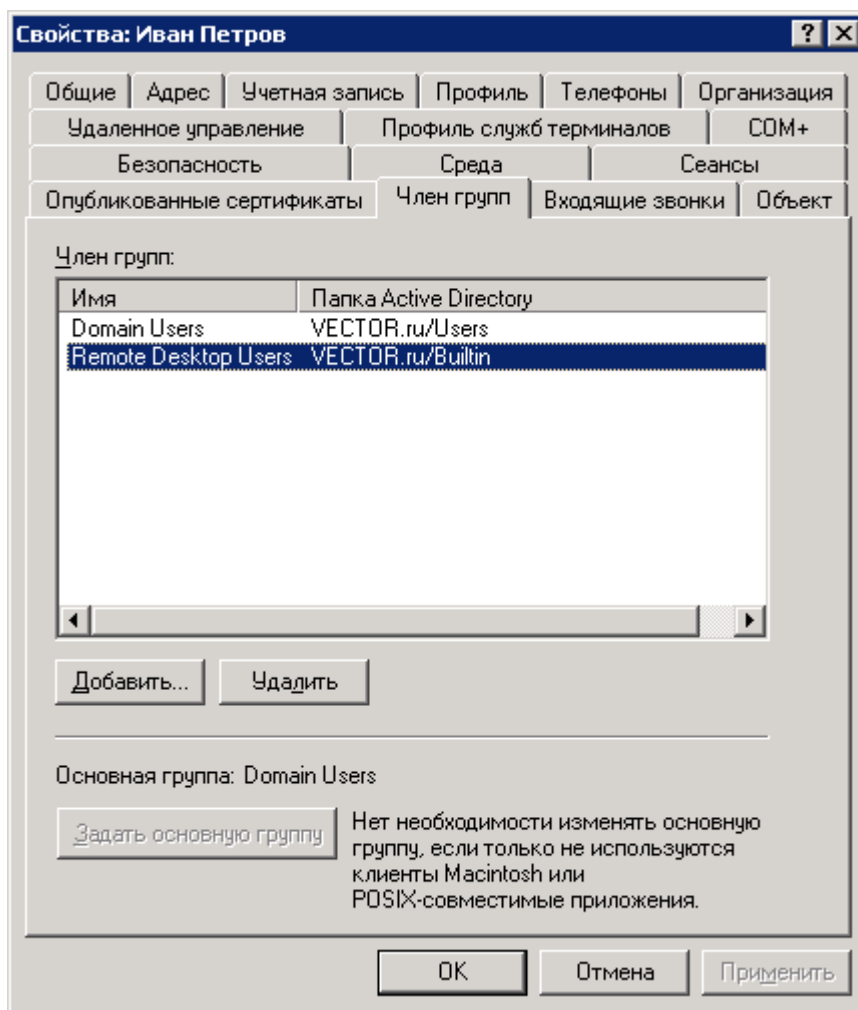 Свойства: Иван Петров
Общие Адрес Учетная запись Профиль Телефоны Организация
Удаленное управление Профиль служб терминалов COM+
Безопасность Среда Сеансы
Опубликованные сертификаты Член групп Входящие звонки Объект
Член групп:
Имя Папка Active Directory
Domain Users VECTOR.ru/Users
Remote Desktop Users VECTOR.ru/Builtin
Добавить... Удалить
Основная группа: Domain Users
Задать основную группу
Нет необходимости изменять основную
группу, если только не используются
клиенты Macintosh или
POSIX-совместимые приложения.
OK Отмена Применить